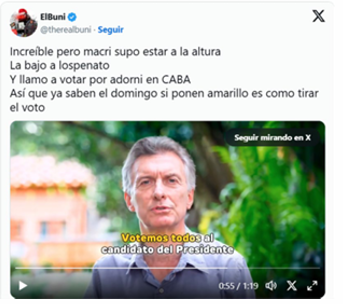 ElBuni
@therealbuni · Seguir
Increíble pero macri supo estar a la altura
La bajo a lospenato
Y llamo a votar por adorni en CABA
Así que ya saben el domingo si ponen amarillo es como tirar
el voto
Seguir mirando en X
Votemos todos al
candidato del Presidente
0:55 / 1:19